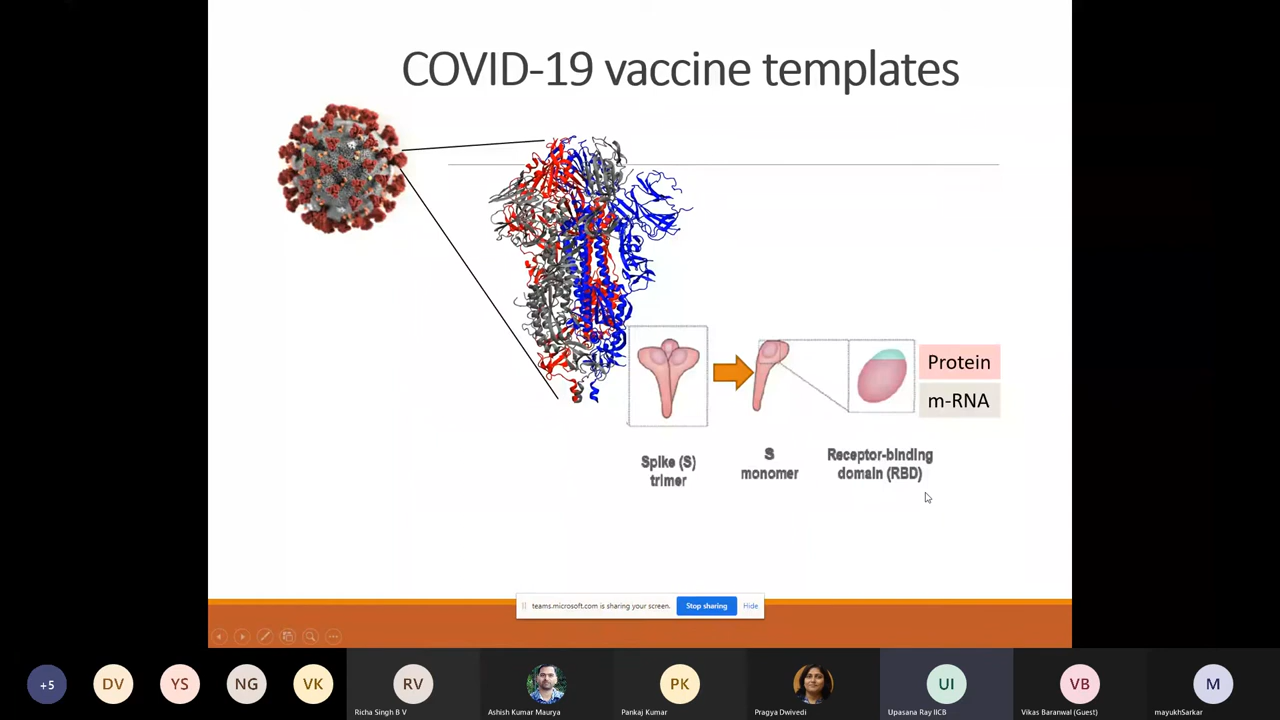 COVID-19 vaccine templates
Protein
m-RNA
Spike (S)
trimer
S
monomer
Receptor-binding
domain (RBD)
teams.microsoft.com is sharing your screen.
Stop sharing
Hide
+5
DV
YS
NG
VK
RV
PK
UI
VB
M
Richa Singh B V
Ashish Kumar Maurya
Pankaj Kumar
Pragya Dwivedi
Upasana Ray IICB
Vikas Baranwal (Guest)
mayukhSarkar